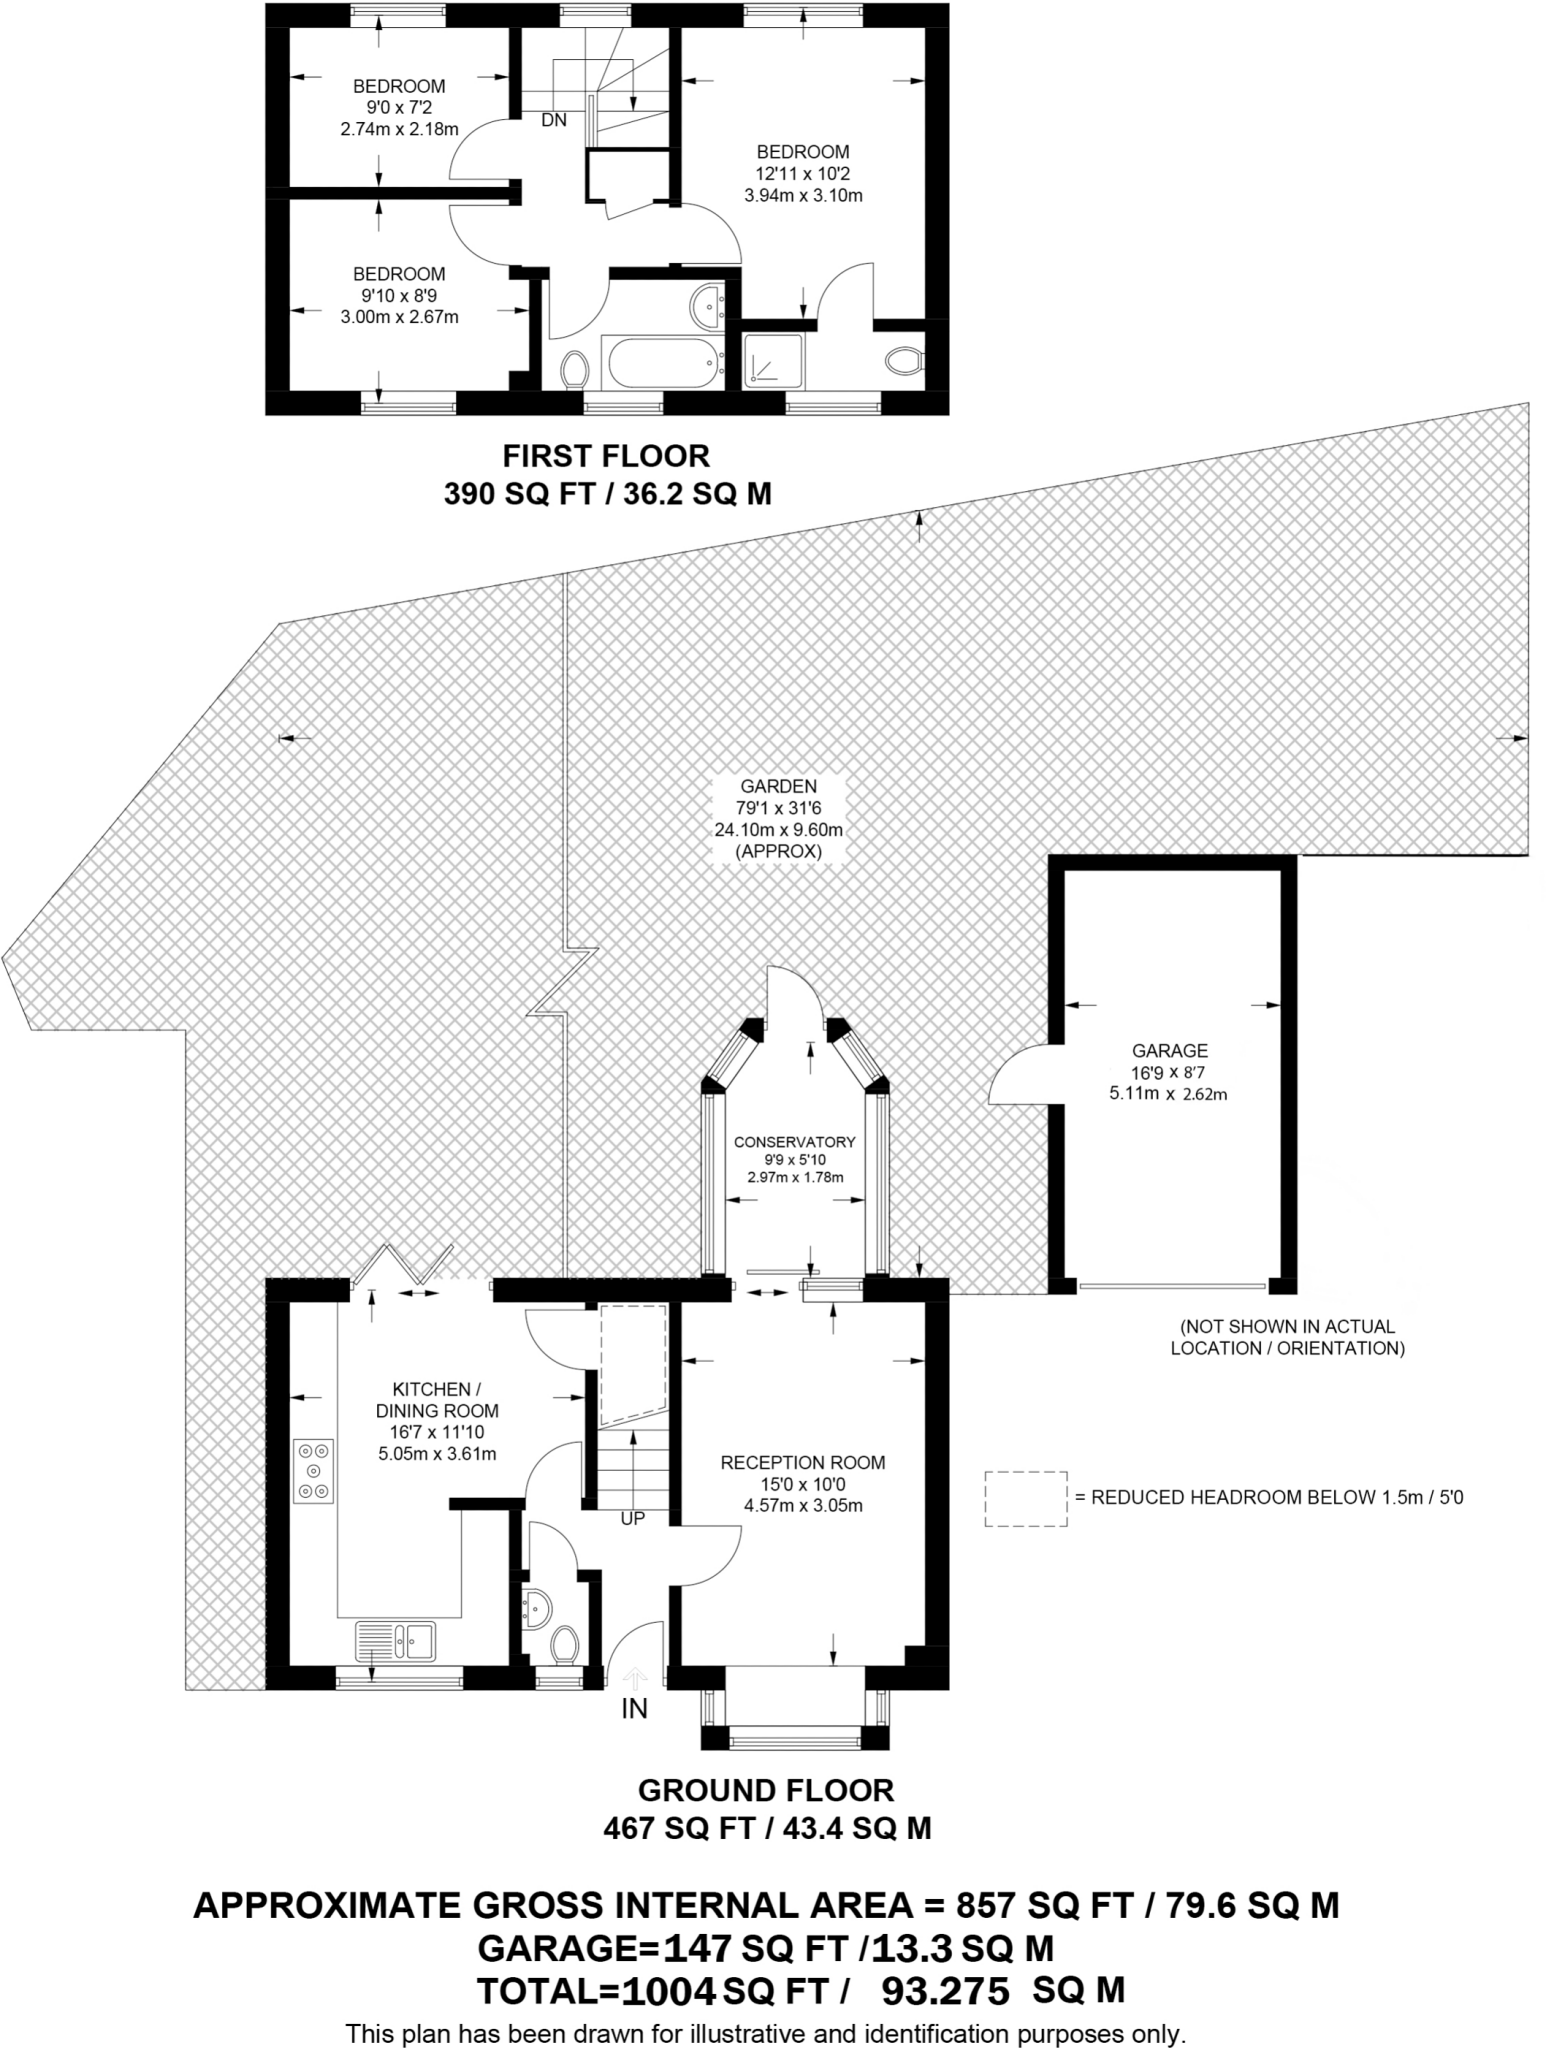 BEDROOM
9'0 x 7'2
2.74m x 2.18m
DN
BEDROOM
12'11 x 10'2
3.94m x 3.10m
BEDROOM
9'10 x 8'9
3.00m x 2.67m
FIRST FLOOR
390 SQ FT / 36.2 SQ M
GARDEN
79'1 x 31'6
24.10m x 9.60m
(APPROX)
GARAGE
16'9 x 8'7
5.11m x 2.62m
CONSERVATORY
9'9 x 5'10
2.97m x 1.78m
(NOT SHOWN IN ACTUAL
LOCATION / ORIENTATION)
KITCHEN /
DINING ROOM
16'7 x 11'10
5.05m x 3.61m
RECEPTION ROOM
15'0 x 10'0
4.57m x 3.05m
= REDUCED HEADROOM BELOW 1.5m / 5'0
UP
IN
GROUND FLOOR
467 SQ FT / 43.4 SQ M
APPROXIMATE GROSS INTERNAL AREA = 857 SQ FT / 79.6 SQ M
GARAGE=147 SQ FT /13.3 SQ M
TOTAL=1004 SQ FT / 93.275 SQ M
This plan has been drawn for illustrative and identification purposes only.